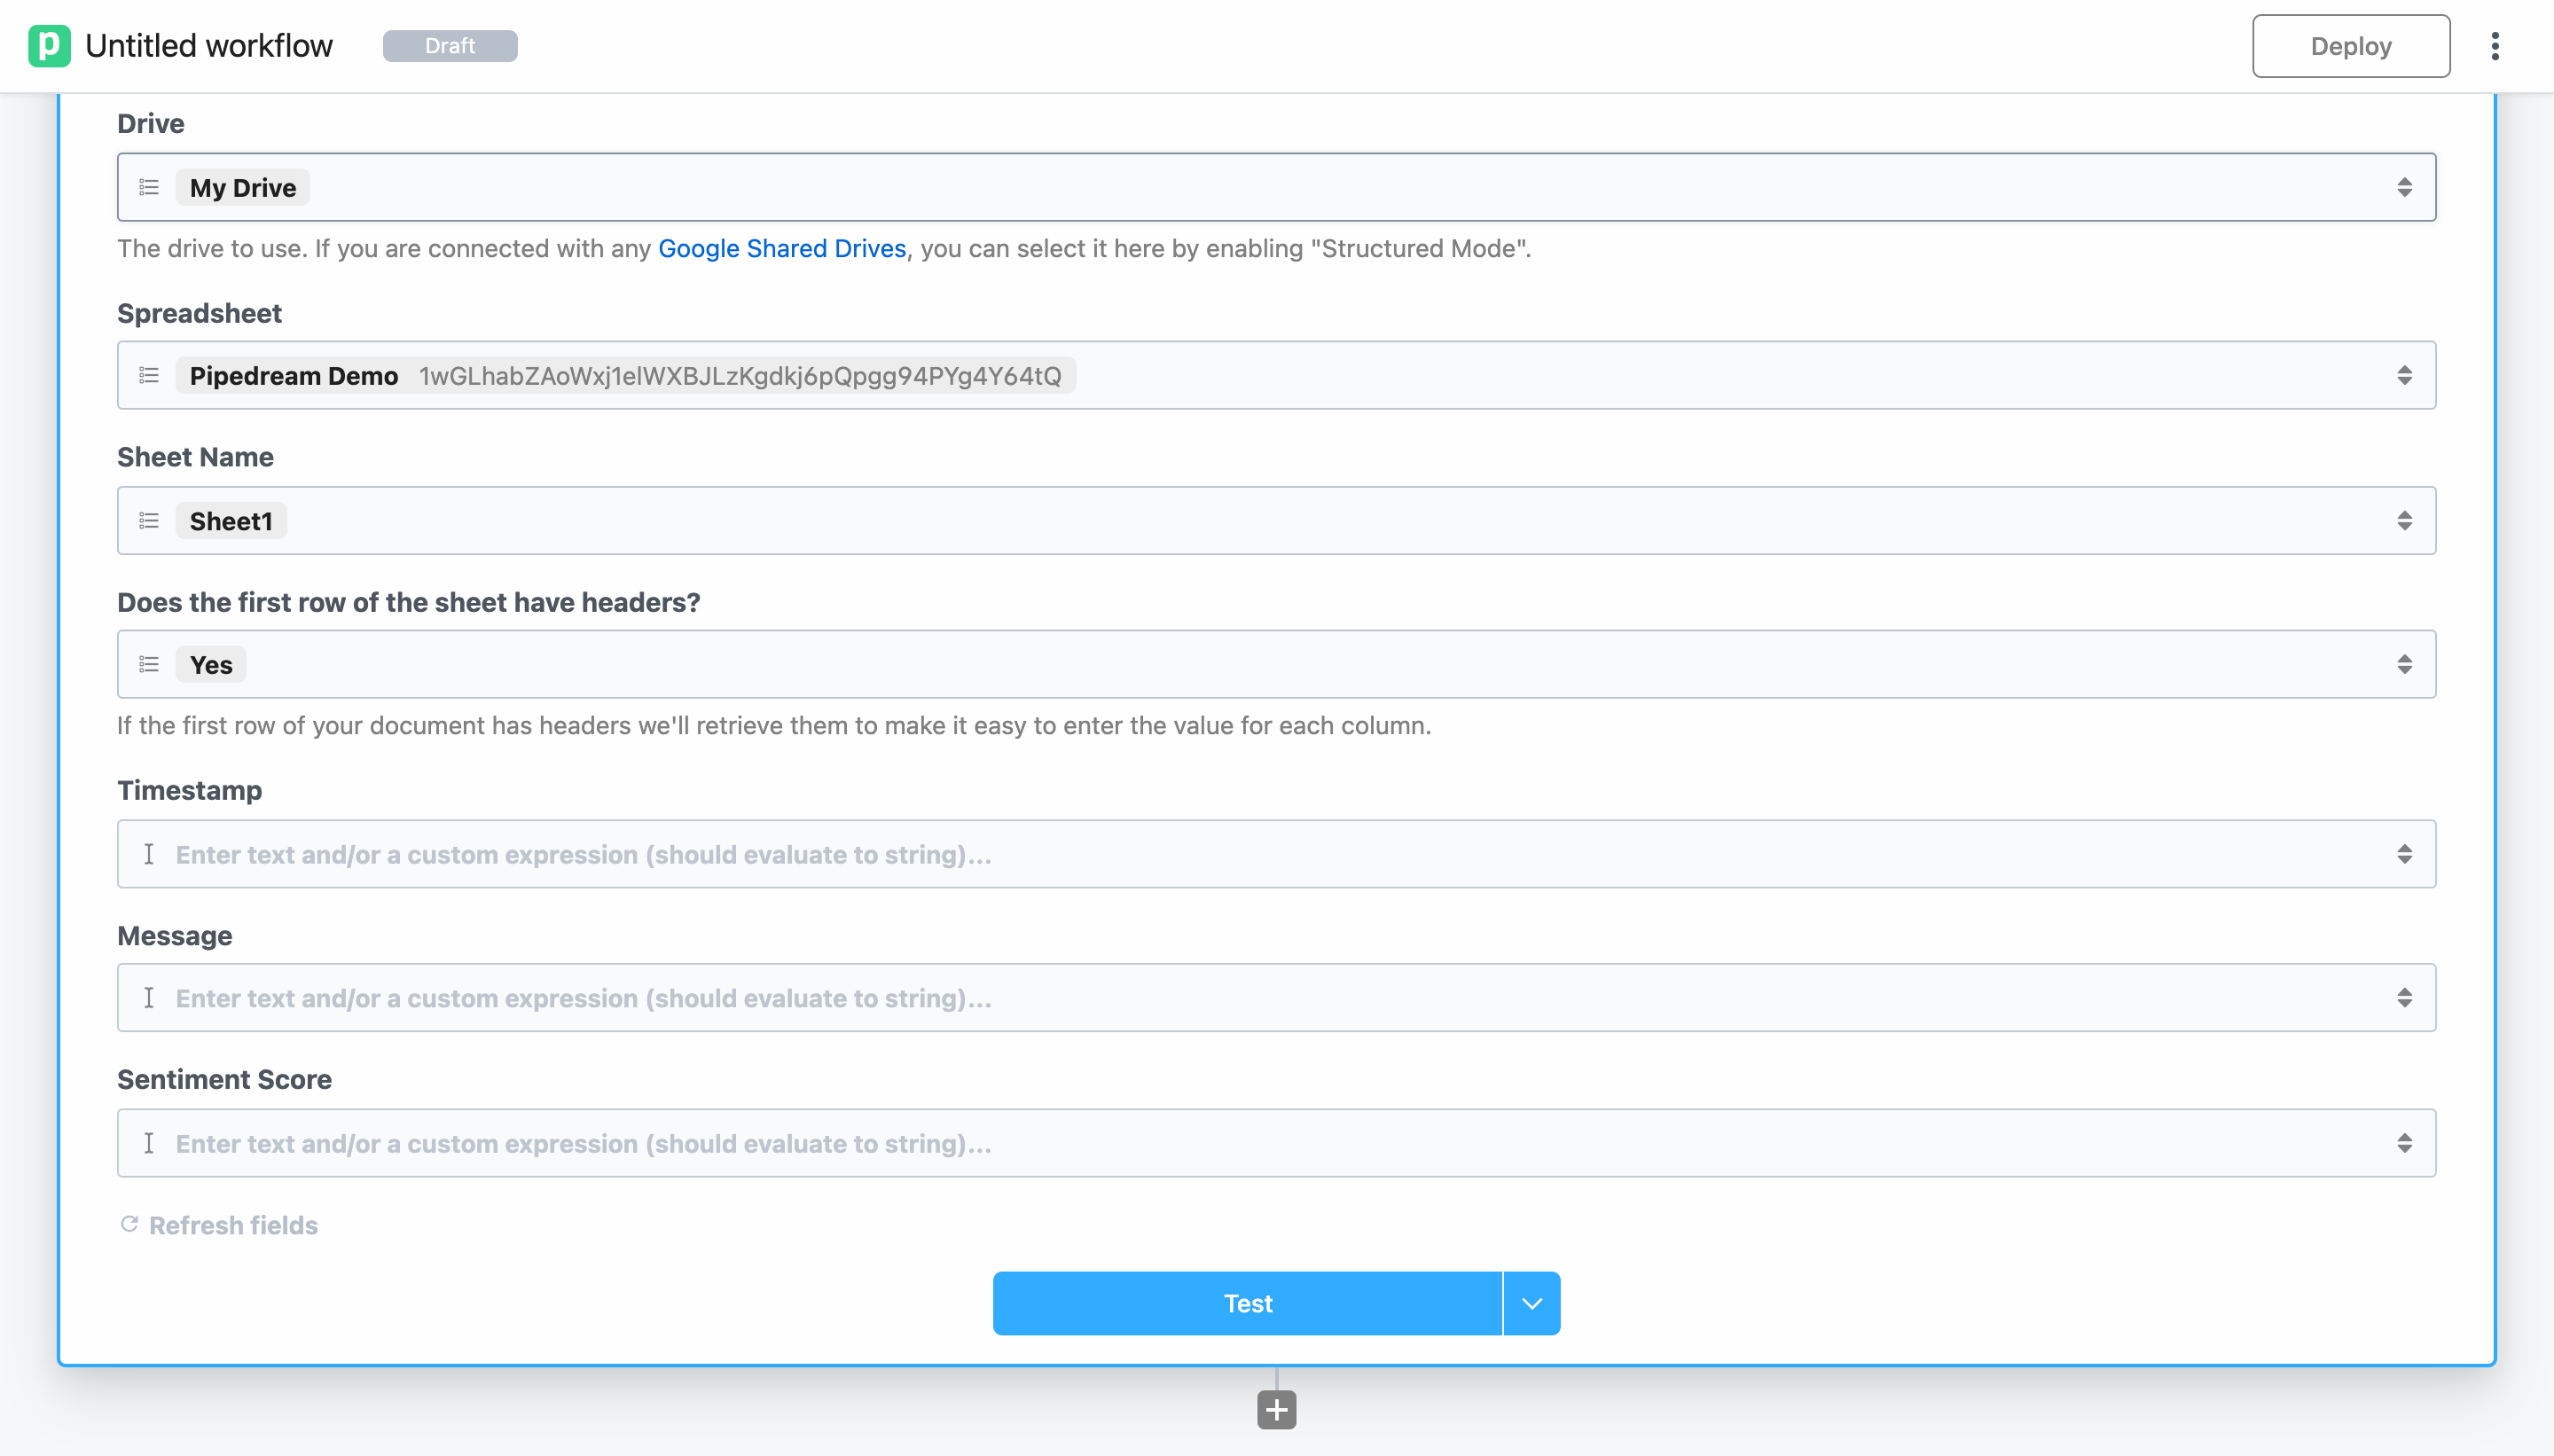 p Untitled workflow Draft Deploy
Drive
My Drive
The drive to use. If you are connected with any Google Shared Drives, you can select it here by enabling "Structured Mode".
Spreadsheet
Pipedream Demo 1wGLhabZAoWxj1elWXBJLzKgdkj6pQpgg94PYg4Y64tQ
Sheet Name
Sheet1
Does the first row of the sheet have headers?
Yes
If the first row of your document has headers we'll retrieve them to make it easy to enter the value for each column.
Timestamp
Enter text and/or a custom expression (should evaluate to string)...
Message
Enter text and/or a custom expression (should evaluate to string)...
Sentiment Score
Enter text and/or a custom expression (should evaluate to string)...
Refresh fields
Test